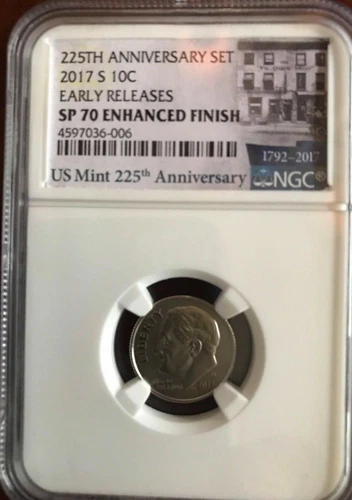 225TH ANNIVERSARY SET
2017 S 10C
EARLY RELEASES
SP 70 ENHANCED FINISH
4597036-006
1792-2017
US Mint 225th Anniversary
NGC®
LIBERTY